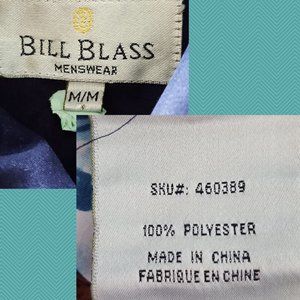 BILL BLASS
MENSWEAR
M/M
SKU#: 460389
100% POLYESTER
MADE IN CHINA
FABRIQUE EN CHINE